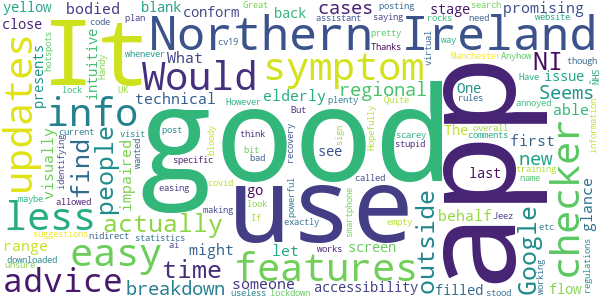 yellow
bodied
cases
stage
Northern Ireland
promising
saying
assistant
posting
Great
search
close
It
blank
conform
back
code
Thanks
pretty
whenever
plan
cv19
rocks
need
website
intuitive
What
Would
symptom
way
Manchester
Anyhow
virtual
NHS
hotspots
Handy
UK
lock
presents
technical
regional
elderly
though
NI
issue
Have
rules
Seems
updates
info
good
app
One
able
annoyed
However
plenty
Quite
The
overall
comments
visually
identifying
current
visit
post
think
scarey
see
sign
Hopefully
But
recovery
outside
new
first
checker
find
people
impaired
virtual
wanted
specific
bit
bad
bloody
stupid
Google
last
training
name
Jeez
information
less
actually
easing
covid
go
look
If
powerful
called
exactly
smartphone
empty
behalf
glance
easy
use
features
suggestions
maybe
allowed
nidirect
statistics
making
might
let
screen
range
time
works
filled
etc
regulations
flow
advice
downloaded
unsure
breakdown
ai
useless
lockdown
someone
accessibility
working
stood